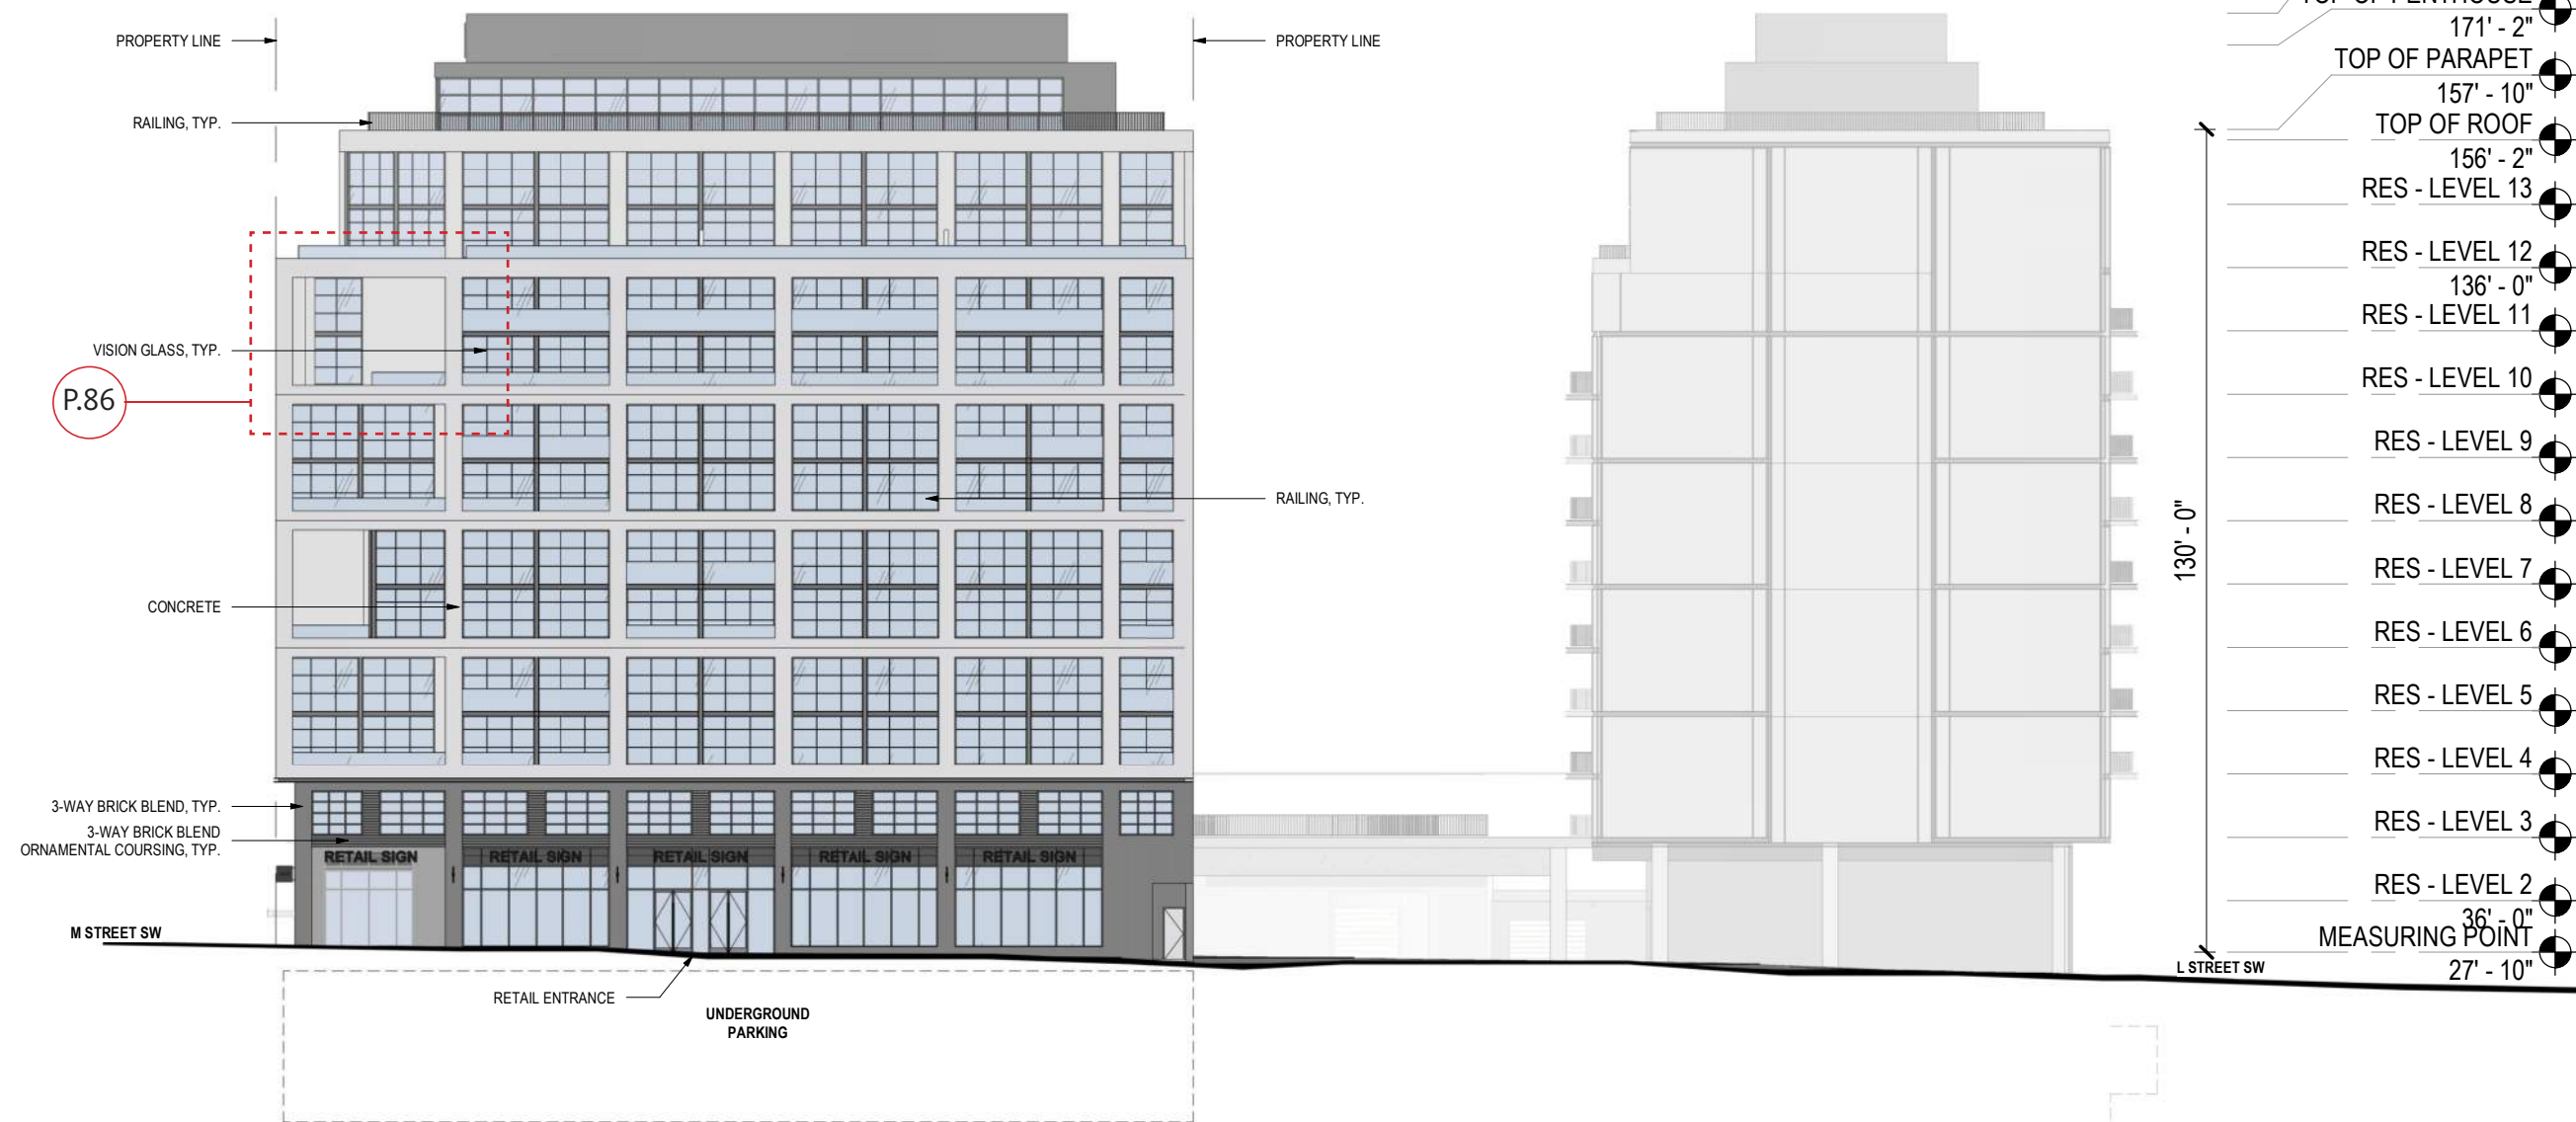 PROPERTY LINE
PROPERTY LINE
RAILING, TYP.
VISION GLASS, TYP.
P.86
RAILING, TYP.
CONCRETE
3-WAY BRICK BLEND, TYP.
3-WAY BRICK BLEND
ORNAMENTAL COURSING, TYP.
RETAIL SIGN
RETAIL SIGN
RETAIL SIGN
RETAIL SIGN
RETAIL SIGN
M STREET SW
RETAIL ENTRANCE
UNDERGROUND
PARKING
L STREET SW
130' - 0"
TOP OF PENTHOUSE
171' - 2"
TOP OF PARAPET
157' - 10"
TOP OF ROOF
156' - 2"
RES - LEVEL 13
RES - LEVEL 12
136' - 0"
RES - LEVEL 11
RES - LEVEL 10
RES - LEVEL 9
RES - LEVEL 8
RES - LEVEL 7
RES - LEVEL 6
RES - LEVEL 5
RES - LEVEL 4
RES - LEVEL 3
RES - LEVEL 2
36' - 0"
MEASURING POINT
27' - 10"